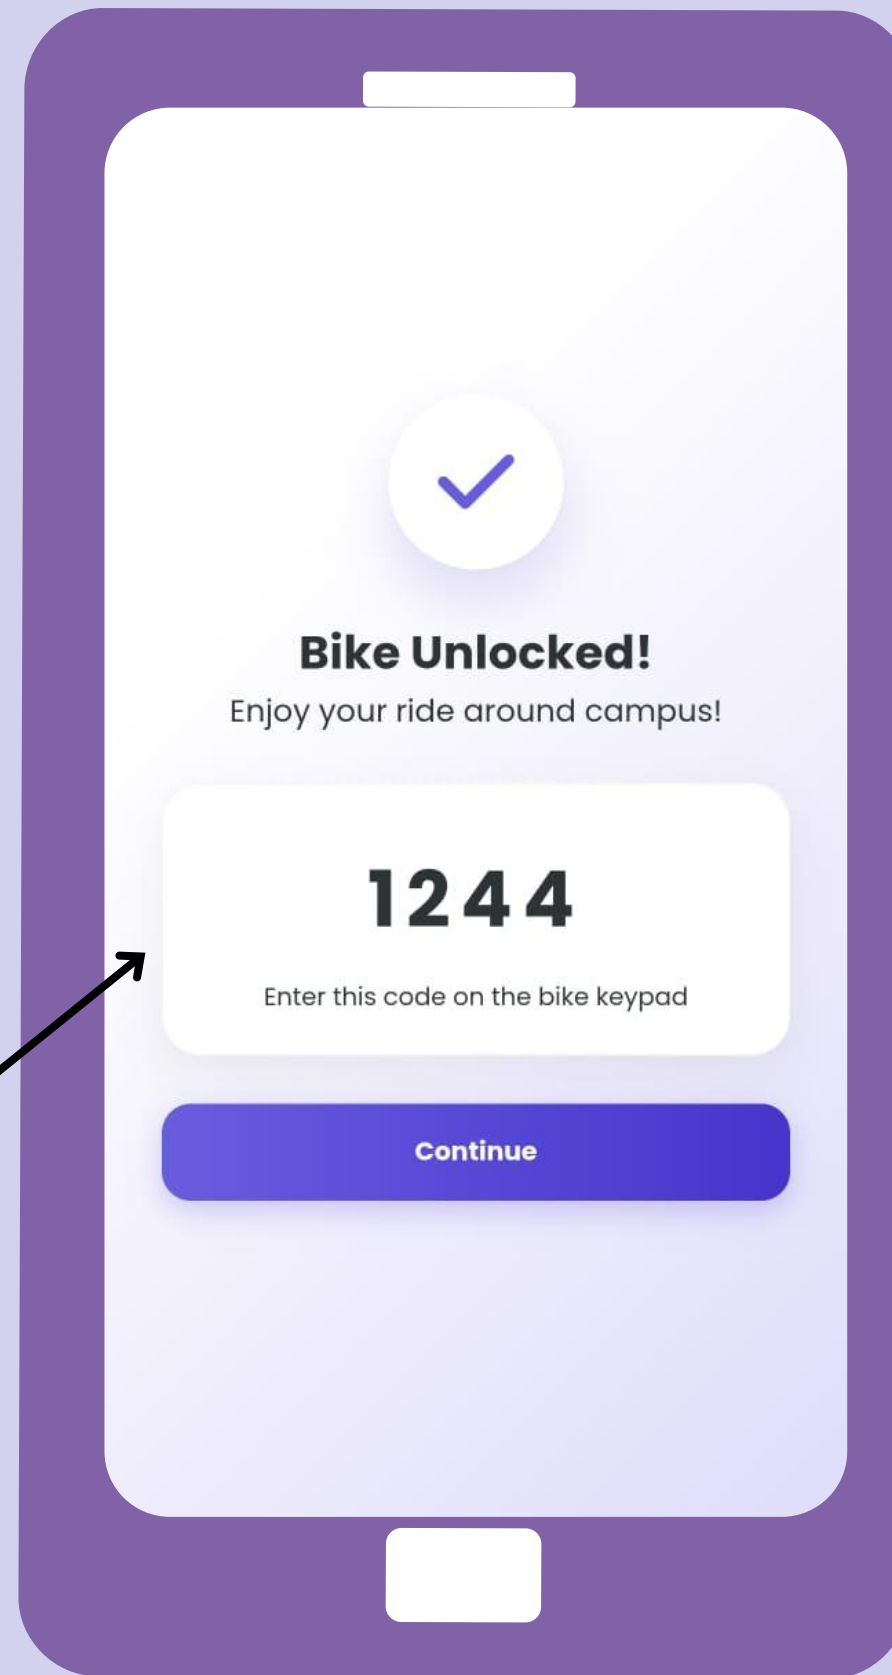 Bike Unlocked!
Enjoy your ride around campus!
1244
Enter this code on the bike keypad
Continue